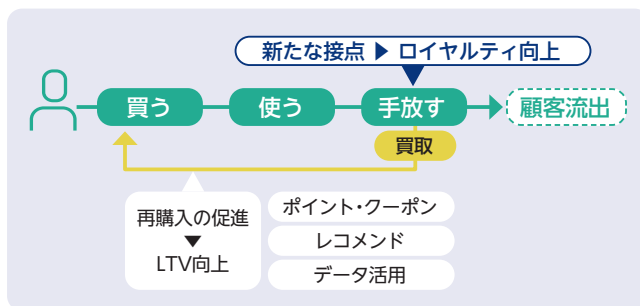 新たな接点 ▶ ロイヤルティ向上
買う
使う
手放す
顧客流出
買取
再購入の促進
▼
LTV向上
ポイント・クーポン
レコメンド
データ活用